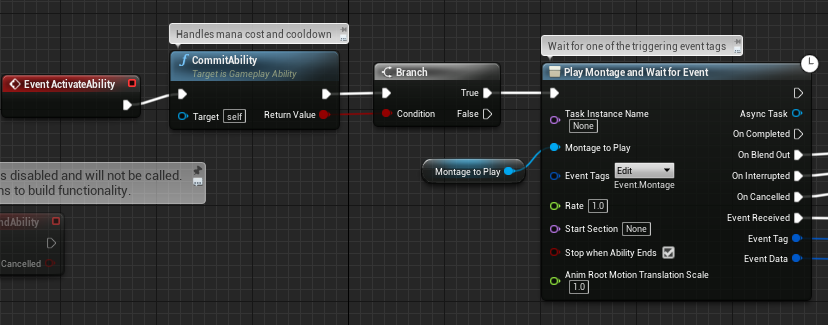 Handles mana cost and cooldown
CommitAbility
Target is Gameplay Ability
Target self
Return Value
Event ActivateAbility
Branch
True
Condition
False
Wait for one of the triggering event tags
Play Montage and Wait for Event
Task Instance Name
None
Async Task
On Completed
Montage to Play
On Blend Out
Event Tags
Edit
Event.Montage
On Interrupted
On Cancelled
Rate 1.0
Event Received
Start Section None
Event Tag
Stop when Ability Ends
Event Data
Anim Root Motion Translation Scale
1.0
Montage to Play
s disabled and will not be called.
ns to build functionality.
ndAbility
Cancelled